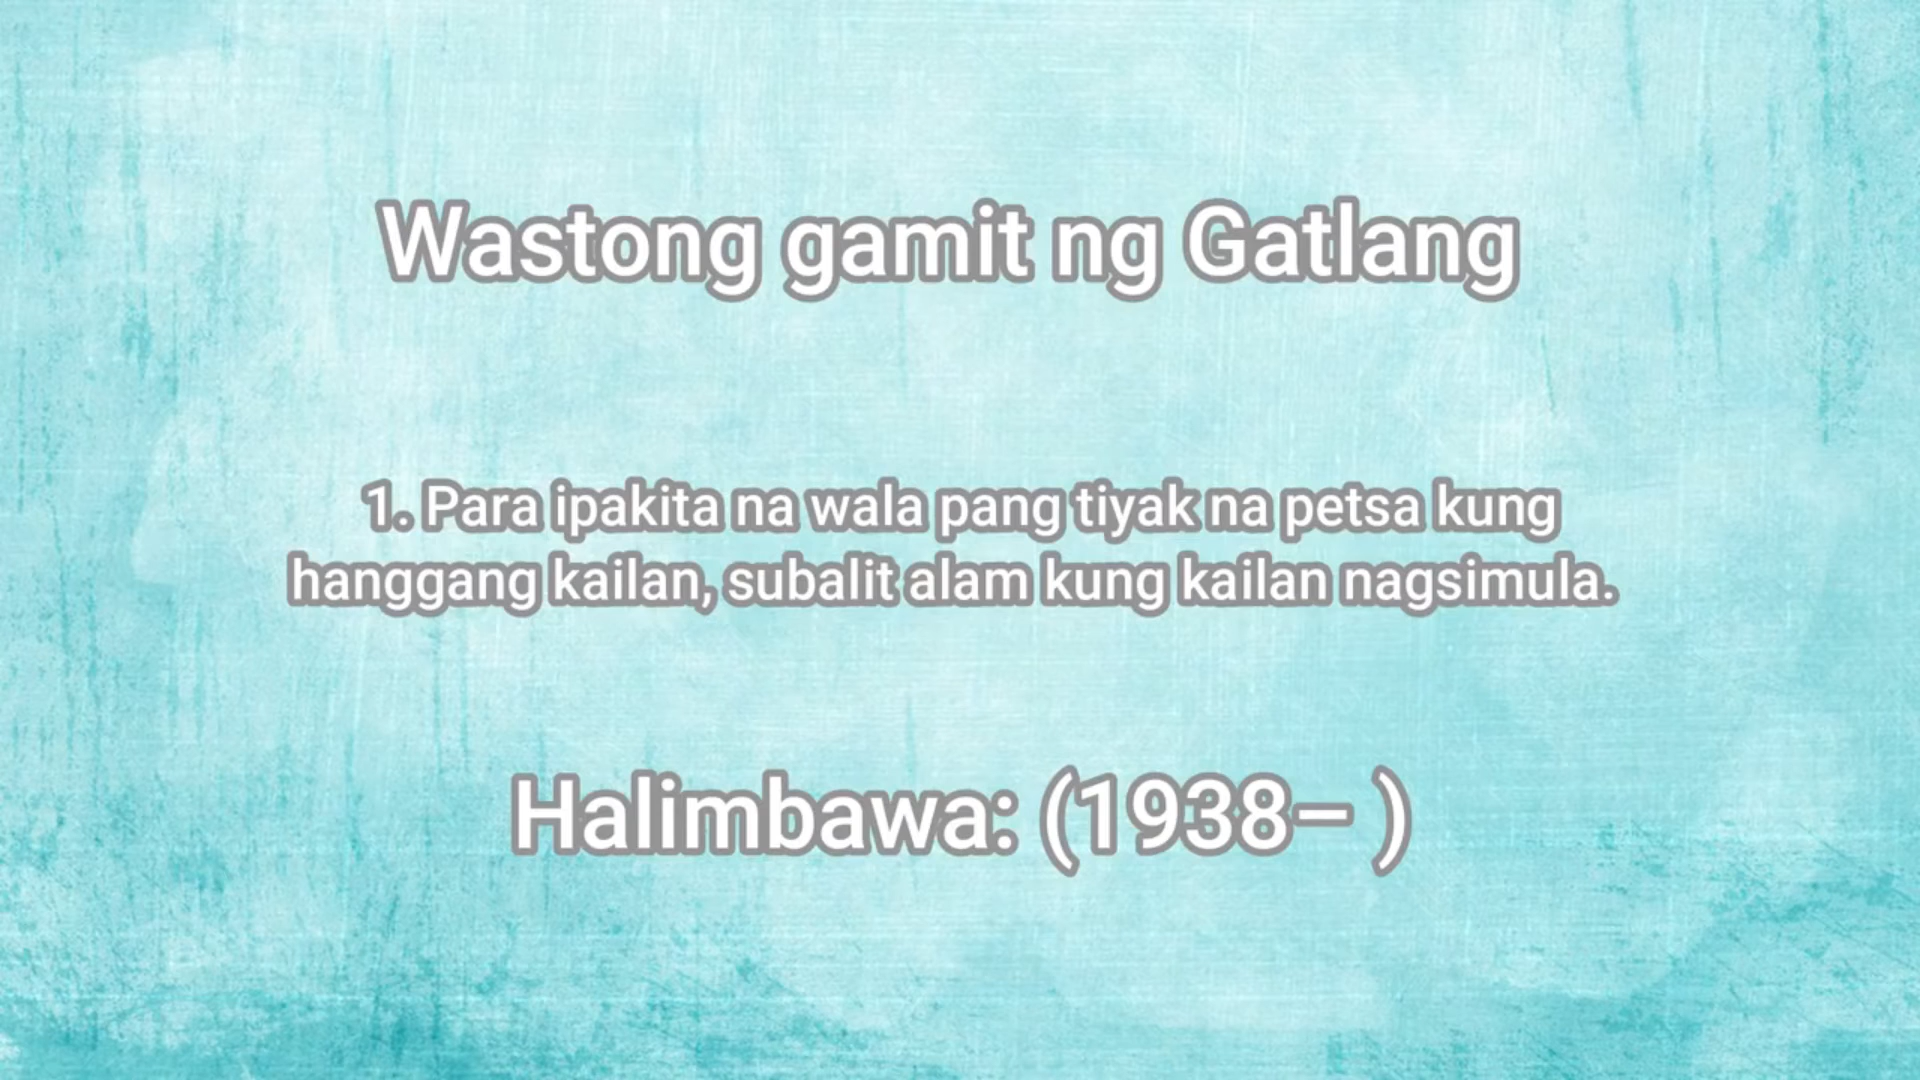 Wastong gamit ng Gatlang
1. Para ipakita na wala pang tiyak na petsa kung
hanggang kailan, subalit alam kung kailan nagsimula.
Halimbawa: (1938– )